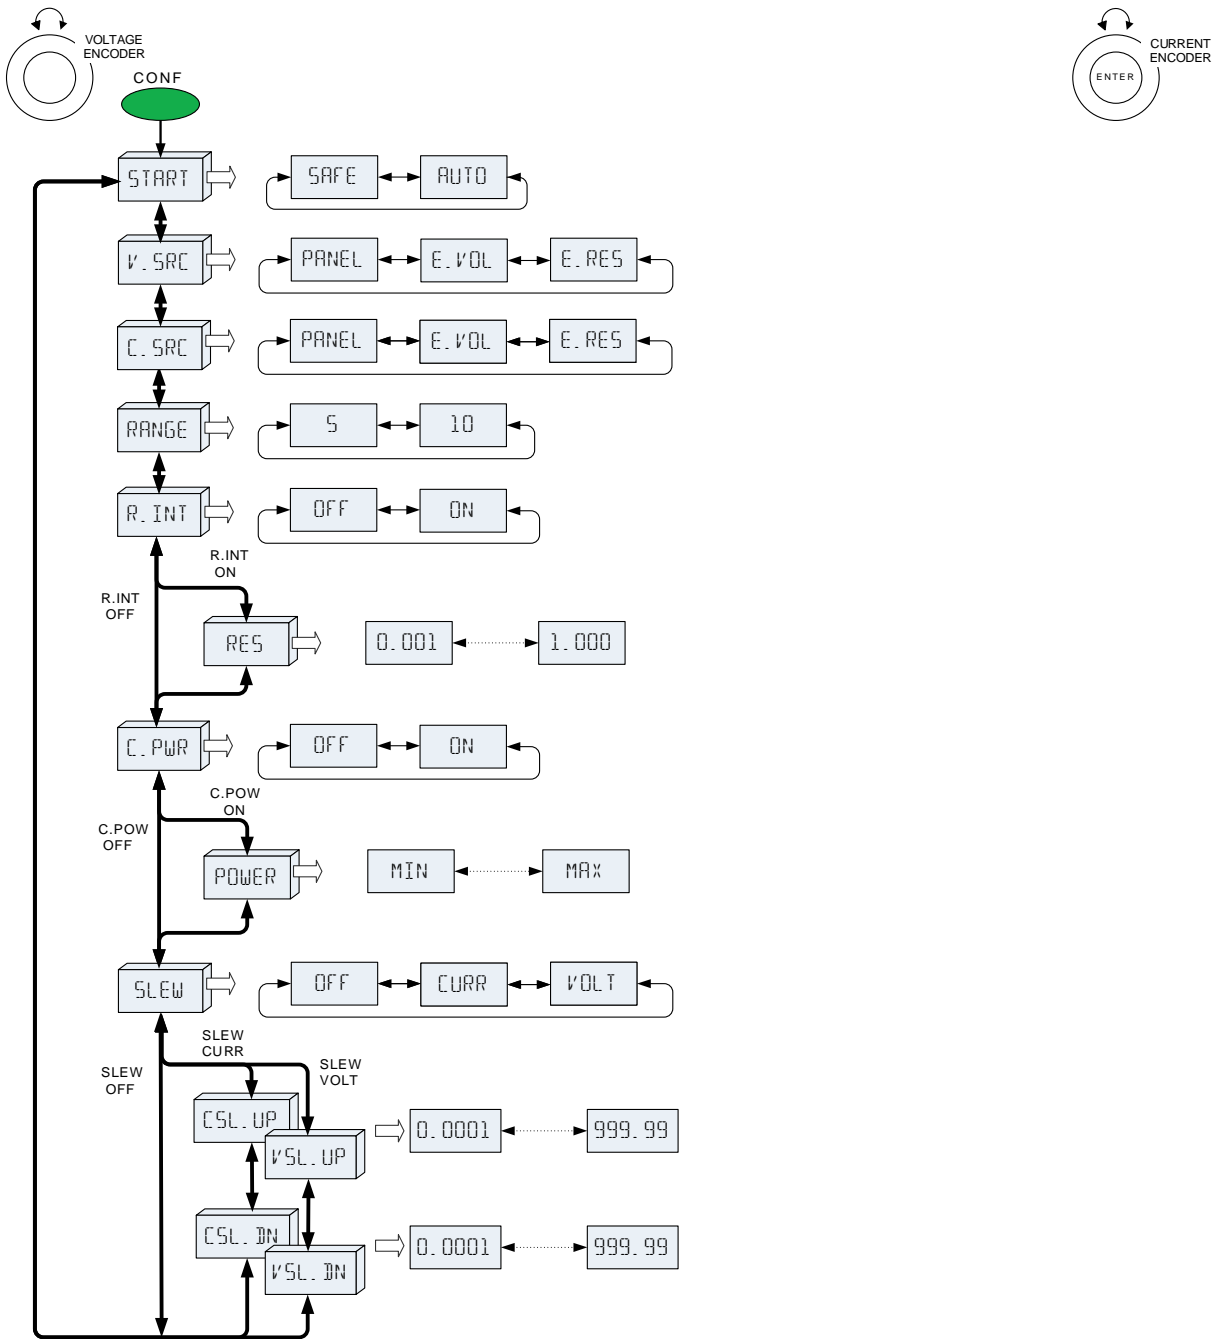 VOLTAGE
ENCODER
CURRENT
ENCODER
ENTER
CONF
START
SAFE
AUTO
V.SRC
PANEL
E.VOL
E.RES
C.SRC
PANEL
E.VOL
E.RES
RANGE
5
10
R.INT
OFF
ON
R.INT
ON
R.INT
OFF
RES
0.001
1.000
C.PWR
OFF
ON
C.POW
ON
C.POW
OFF
POWER
MIN
MAX
SLEW
OFF
CURR
VOLT
SLEW
CURR
SLEW
VOLT
SLEW
OFF
CSL.UP
VSL.UP
0.0001
999.99
CSL.DN
VSL.DN
0.0001
999.99